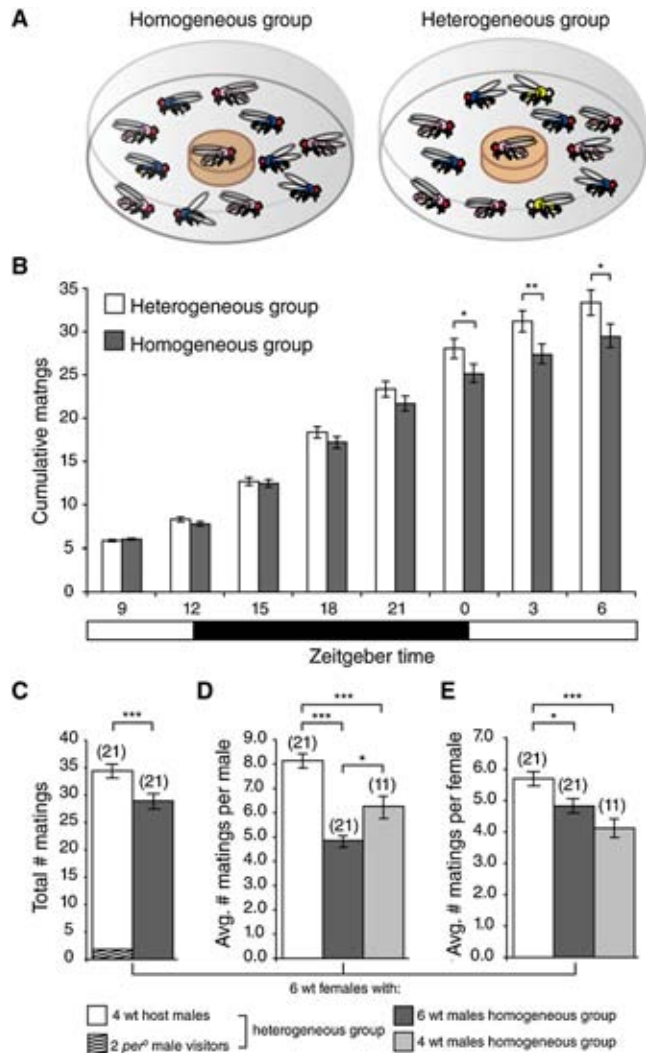 A
Homogeneous group
Heterogeneous group
B
35
30
25
20
15
10
5
0
Cumulative matngs
Heterogeneous group
Homogeneous group
*
**
*
9 12 15 18 21 0 3 6
Zeitgeber time
C
***
(21)
(21)
40
35
30
25
20
15
10
5
0
Total # matings
D
***
***
*
(21)
(21)
(11)
9.0
8.0
7.0
6.0
5.0
4.0
3.0
2.0
1.0
0.0
Avg. # matings per male
E
***
*
(21)
(21)
(11)
7.0
6.0
5.0
4.0
3.0
2.0
1.0
0.0
Avg. # matings per female
6 wt females with:
4 wt host males
2 per⁰ male visitors
heterogeneous group
6 wt males homogeneous group
4 wt males homogeneous group